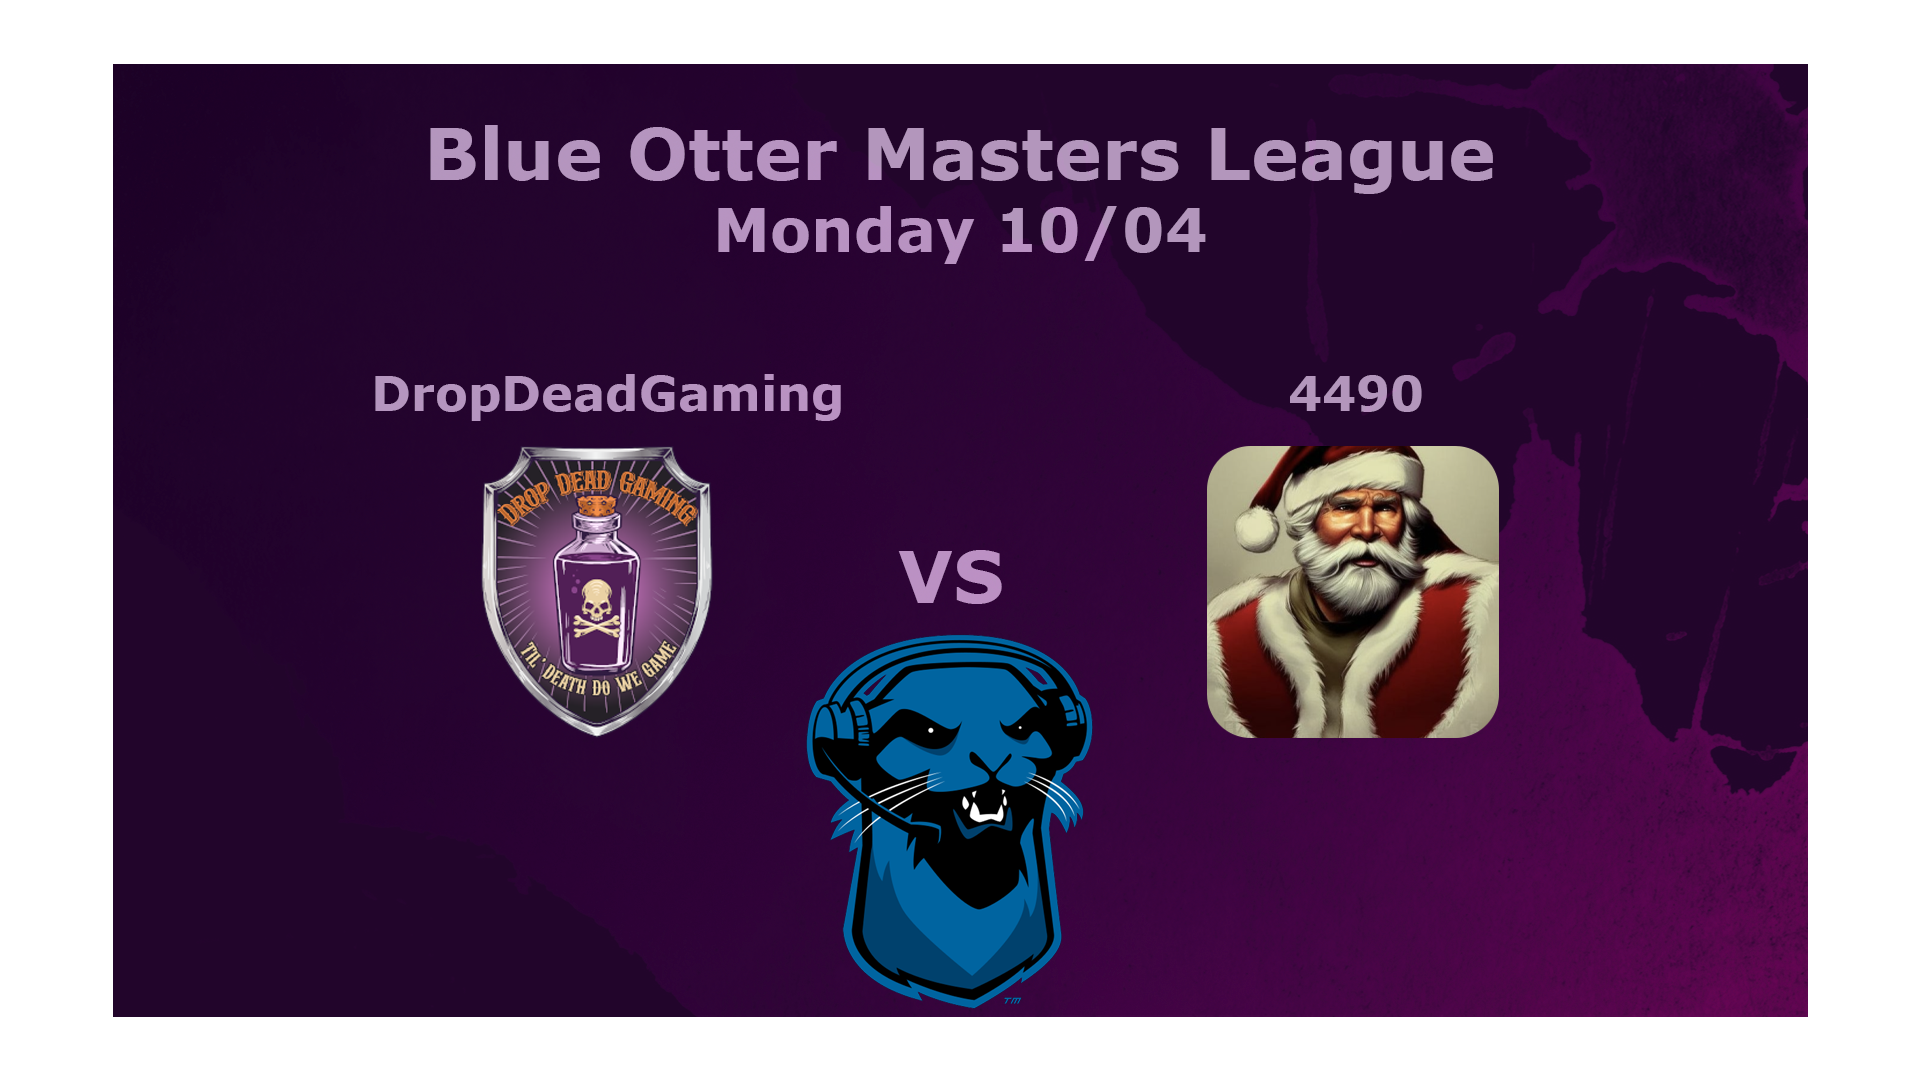 Blue Otter Masters League
Monday 10/04
DropDeadGaming
4490
DROP DEAD GAMING
TIL' DEATH DO WE GAME
VS
TM